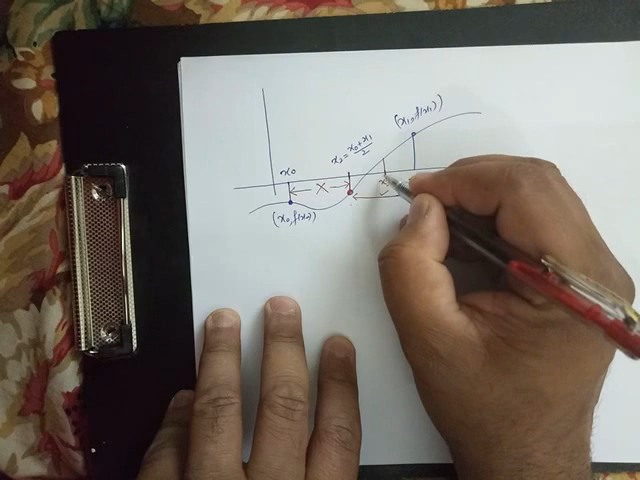 (x₁,f(x₁))
x₂ = x₀+x₁/2
x₀
X
(x₀,f(x₀))